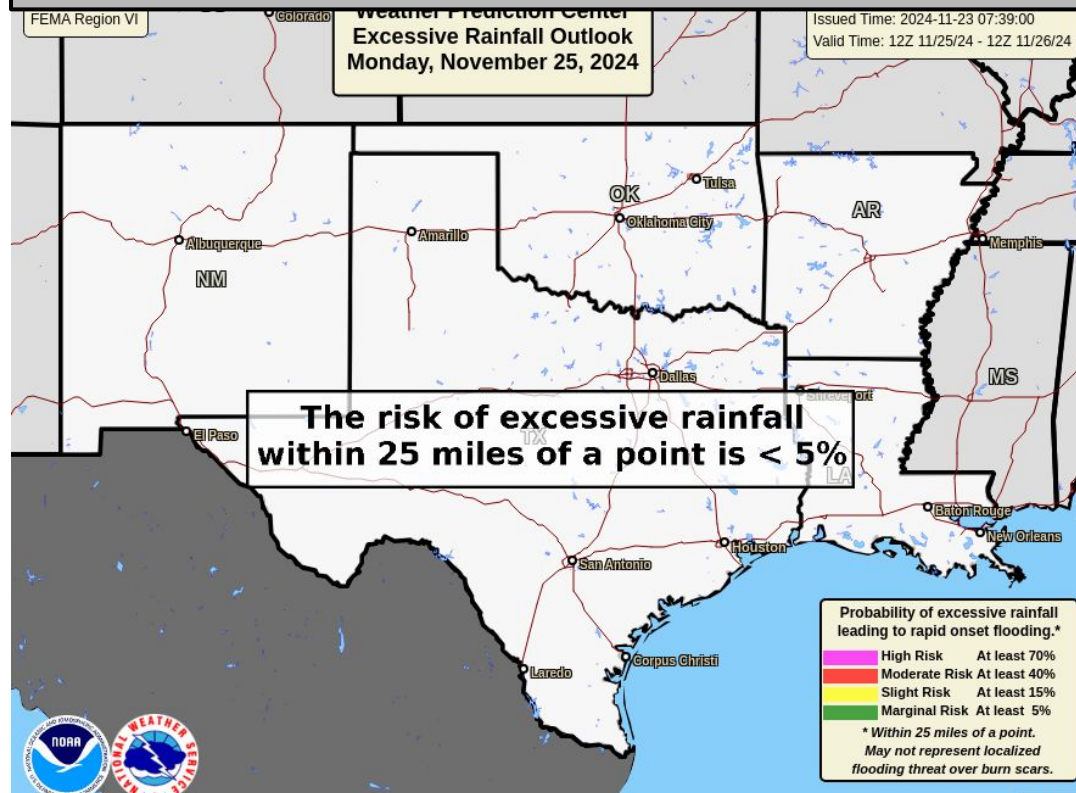 FEMA Region VI
Weather Prediction Center
Excessive Rainfall Outlook
Monday, November 25, 2024
Issued Time: 2024-11-23 07:39:00
Valid Time: 12Z 11/25/24 - 12Z 11/26/24
Colorado
Tulsa
OK
Oklahoma City
AR
Albuquerque
Amarillo
Memphis
NM
Dallas
MS
Shreveport
The risk of excessive rainfall
within 25 miles of a point is < 5%
El Paso
TX
LA
Baton Rouge
New Orleans
Houston
San Antonio
Laredo
Corpus Christi
Probability of excessive rainfall
leading to rapid onset flooding.*
High Risk At least 70%
Moderate Risk At least 40%
Slight Risk At least 15%
Marginal Risk At least 5%
* Within 25 miles of a point.
May not represent localized
flooding threat over burn scars.
NOAA
NATIONAL WEATHER SERVICE